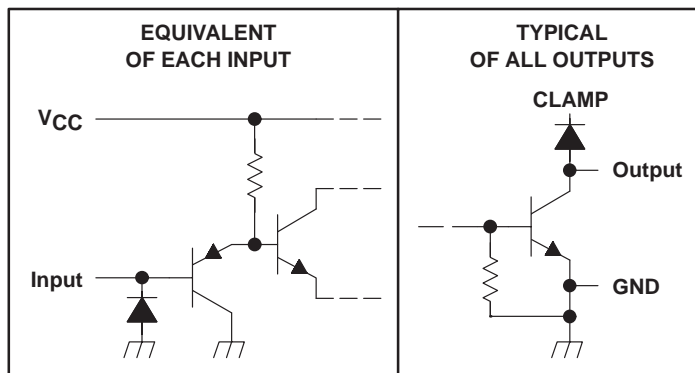 EQUIVALENT
OF EACH INPUT
VCC
Input
TYPICAL
OF ALL OUTPUTS
CLAMP
Output
GND